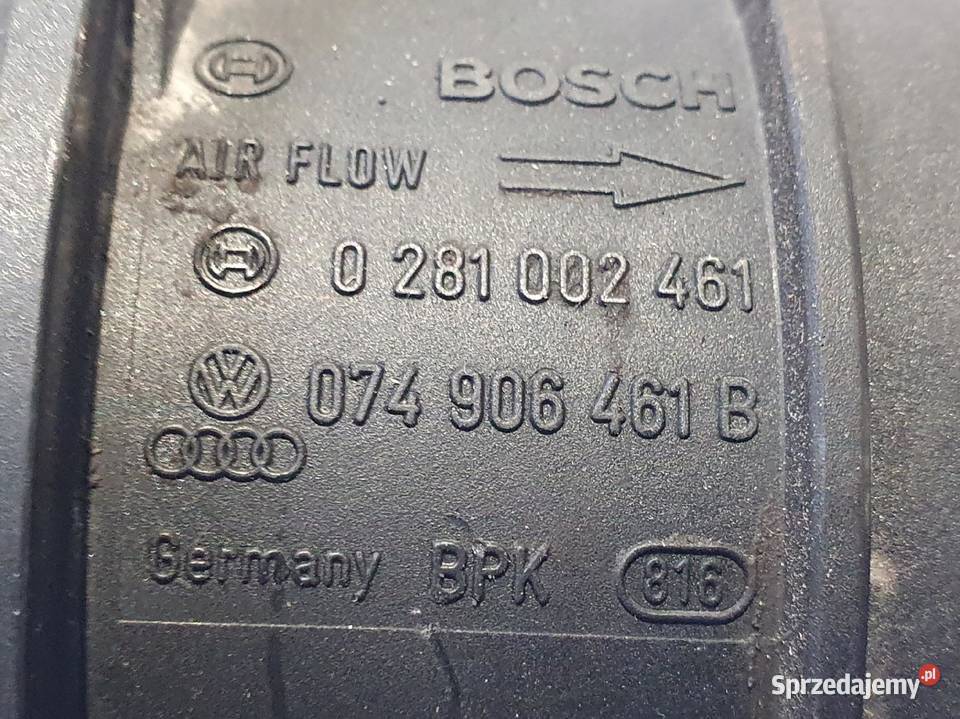 BOSCH
AIR FLOW
0 281 002 461
074 906 461 B
Germany BPK 816
Sprzedajemy.pl